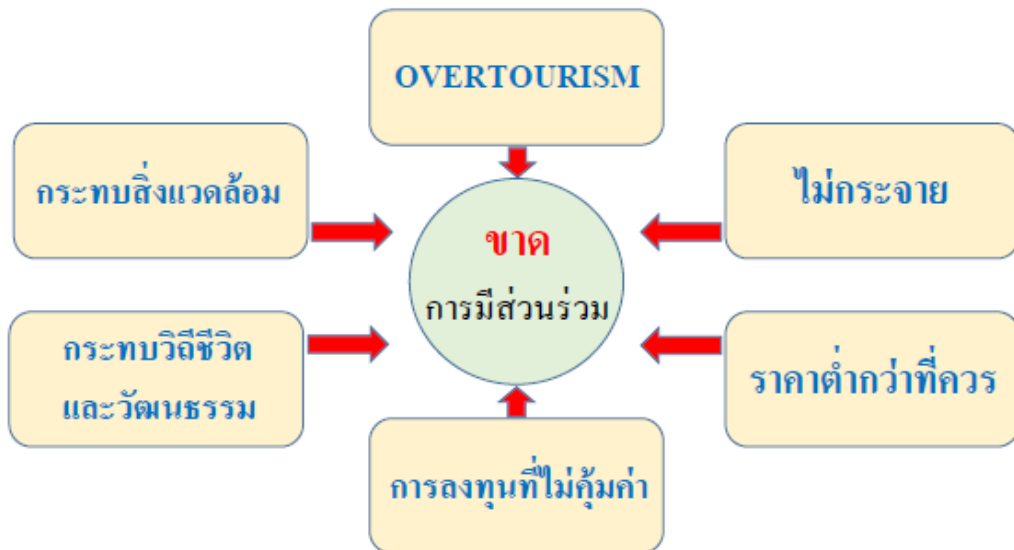 OVERTOURISM
กระทบสิ่งแวดล้อม
ไม่กระจาย
ขาด
การมีส่วนร่วม
กระทบวิถีชีวิต
และวัฒนธรรม
ราคาต่ำกว่าที่ควร
การลงทุนที่ไม่คุ้มค่า